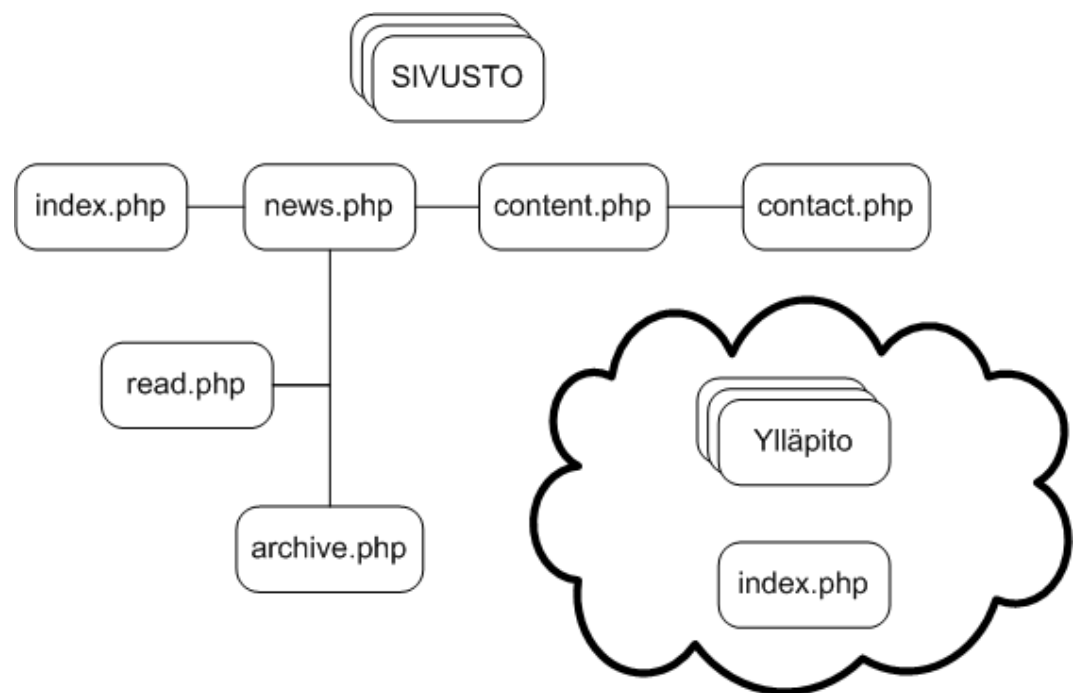 SIVUSTO
index.php
news.php
content.php
contact.php
read.php
archive.php
Ylläpito
index.php